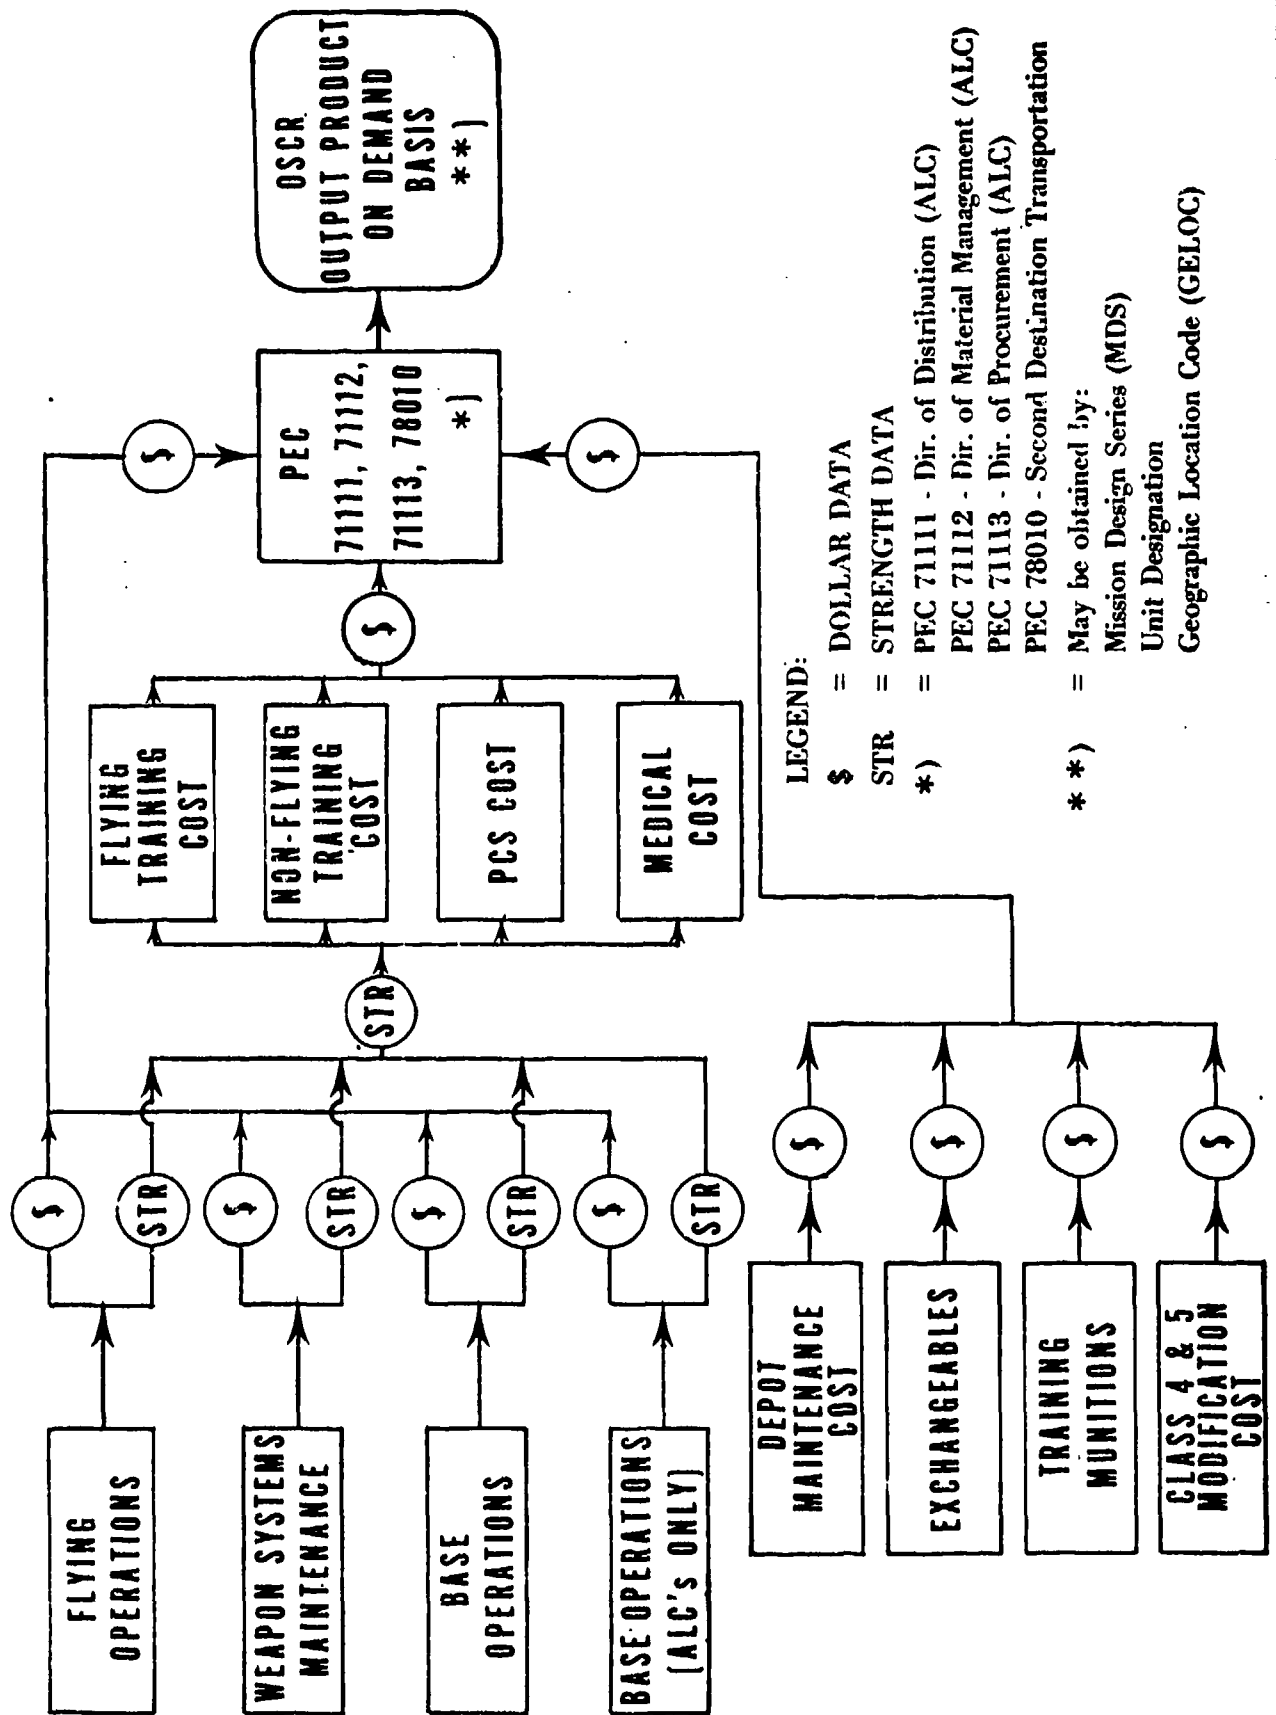 FLYING
OPERATIONS
WEAPON SYSTEMS
MAINTENANCE
BASE
OPERATIONS
BASE OPERATIONS
(ALC's ONLY)
$
STR
$
STR
$
STR
$
STR
STR
FLYING
TRAINING
COST
NON-FLYING
TRAINING
COST
PCS COST
MEDICAL
COST
$
$
PEC
71111, 71112,
71113, 78010
*)
$
OSCR
OUTPUT PRODUCT
ON DEMAND
BASIS
**)
DEPOT
MAINTENANCE
COST
$
EXCHANGEABLES
$
TRAINING
MUNITIONS
$
CLASS 4 & 5
MODIFICATION
COST
$
LEGEND:
$ = DOLLAR DATA
STR = STRENGTH DATA
*) = PEC 71111 - Dir. of Distribution (ALC)
PEC 71112 - Dir. of Material Management (ALC)
PEC 71113 - Dir. of Procurement (ALC)
PEC 78010 - Second Destination Transportation
**) = May be obtained by:
Mission Design Series (MDS)
Unit Designation
Geographic Location Code (GELOC)